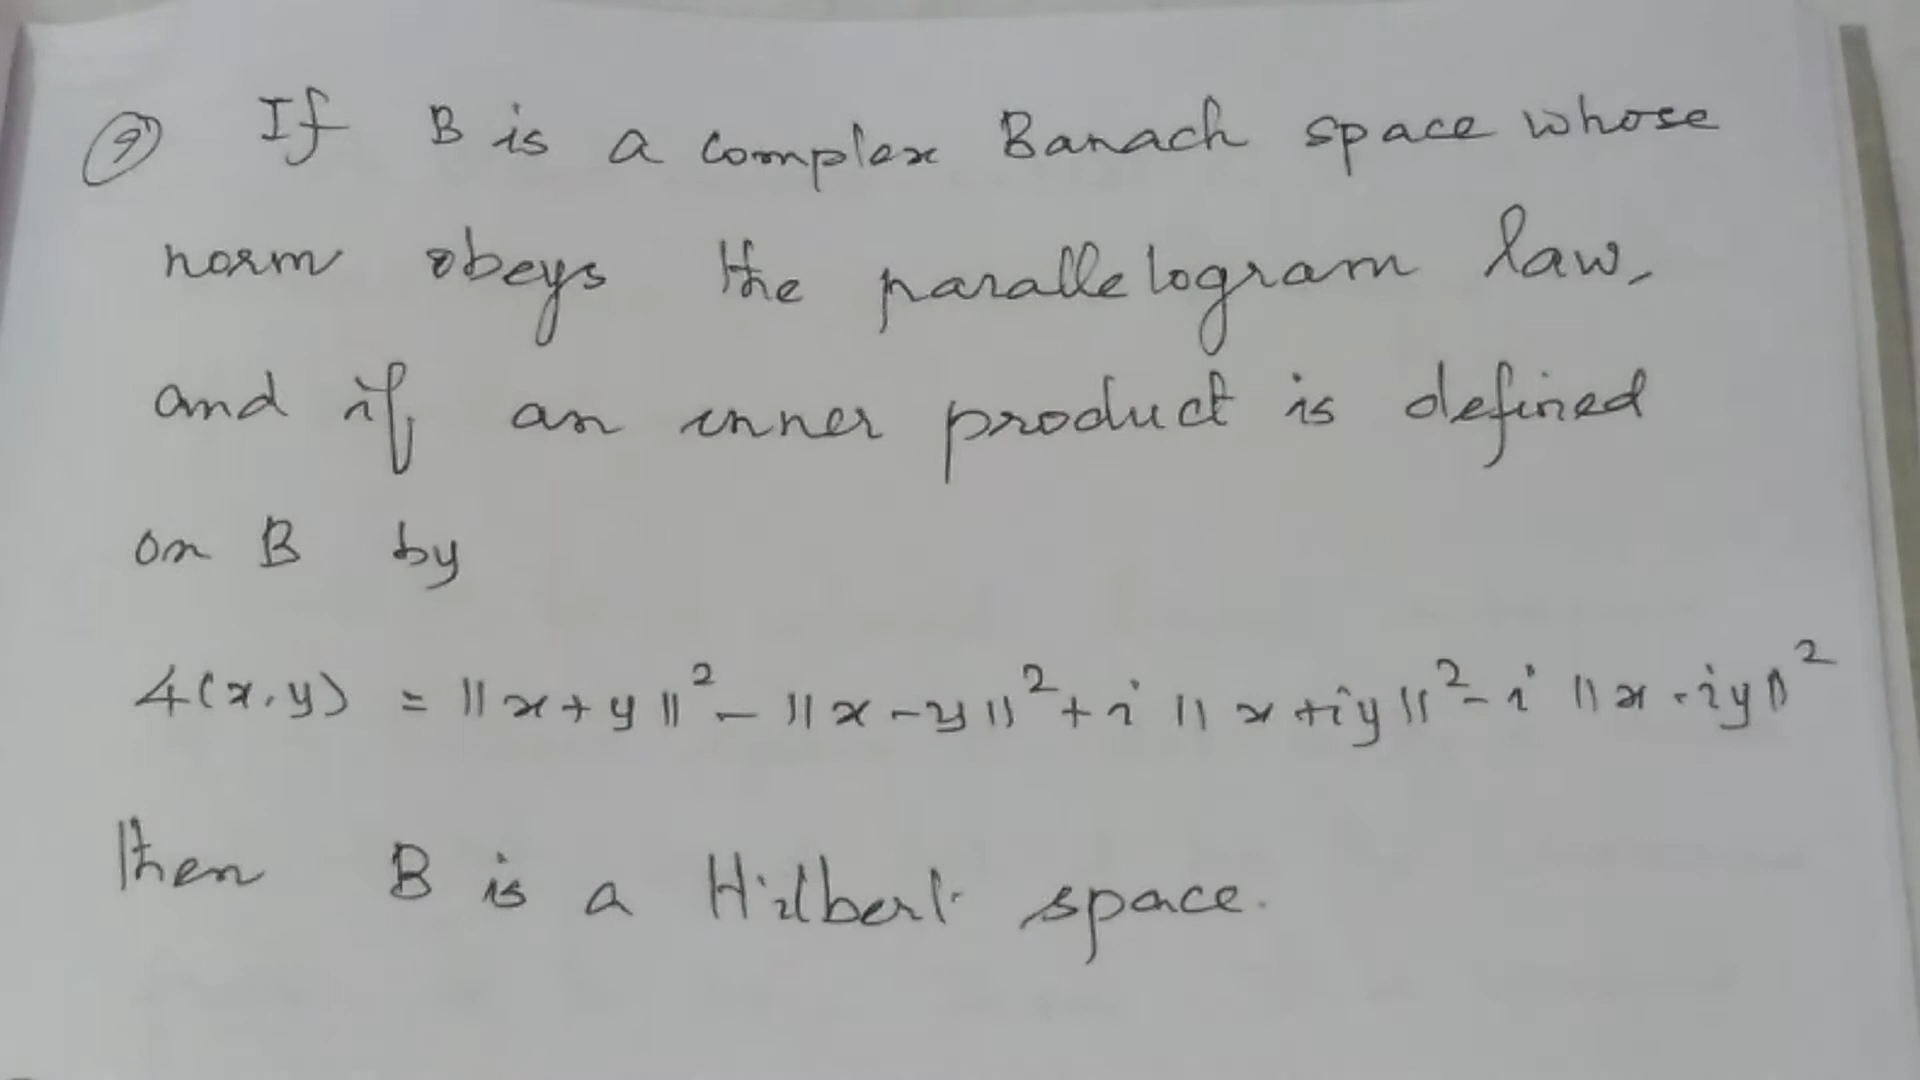 9) If B is a complex Banach space whose
norm obeys the parallelogram law,
and if an inner product is defined
on B by
4(x,y) = ||x+y||² - ||x-y||² + i ||x+iy||² - i ||x-iy||²
then B is a Hilbert space.